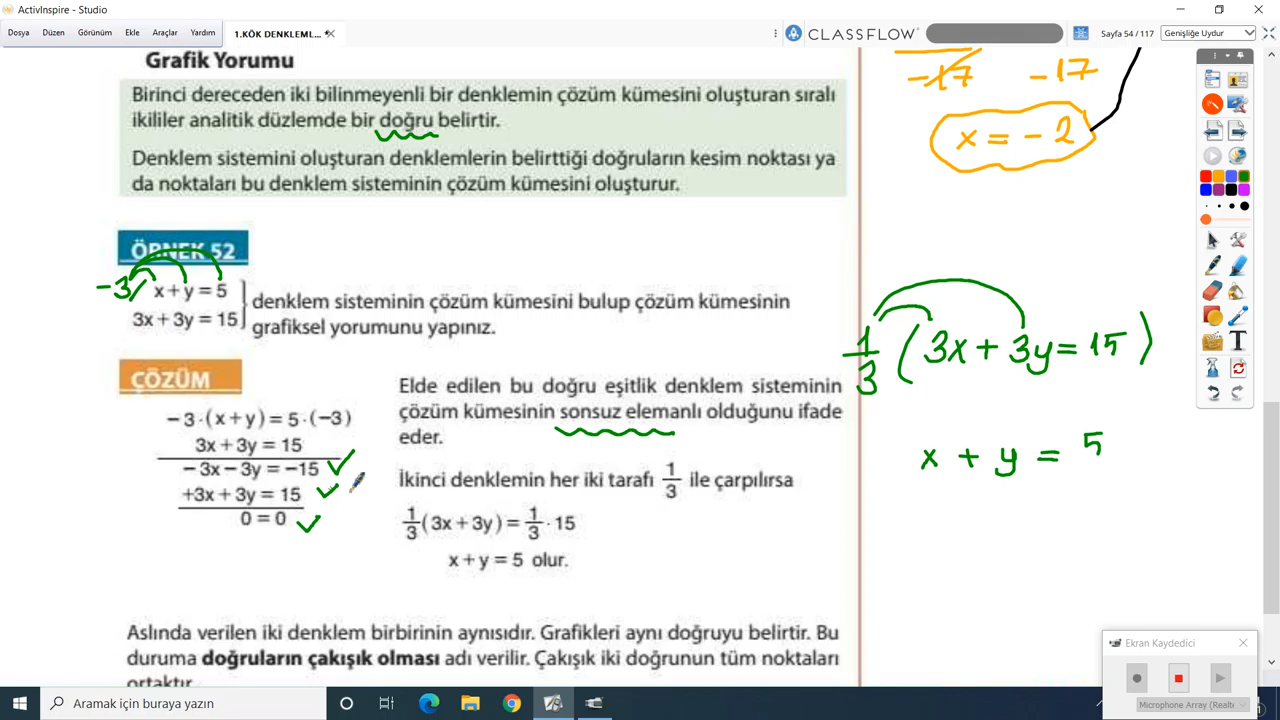 ActivInspire - Studio
Dosya Düzen Görünüm Ekle Araçlar Yardım
1.KÖK DENKLEML...
CLASSFLOW
Sayfa 54 / 117
Genişliğe Uydur
Grafik Yorumu
Birinci dereceden iki bilinmeyenli bir denklemin çözüm kümesini oluşturan sıralı
ikililer analitik düzlemde bir doğru belirtir.
Denklem sistemini oluşturan denklemlerin belirttiği doğruların kesim noktası ya
da noktaları bu denklem sisteminin çözüm kümesini oluşturur.
-17 -17
x = - 2
ÖRNEK 52
-3/ x + y = 5
3x + 3y = 15
denklem sisteminin çözüm kümesini bulup çözüm kümesinin
grafiksel yorumunu yapınız.
ÇÖZÜM
-3·(x+y) = 5·(-3)
3x + 3y = 15
-3x - 3y = -15
+3x + 3y = 15
0 = 0
Elde edilen bu doğru eşitlik denklem sisteminin
çözüm kümesinin sonsuz elemanlı olduğunu ifade
eder.
İkinci denklemin her iki tarafı 1/3 ile çarpılırsa
1/3 (3x + 3y) = 1/3 · 15
x + y = 5 olur.
1/3 (3x + 3y = 15)
x + y = 5
Aslında verilen iki denklem birbirinin aynısıdır. Grafikleri aynı doğruyu belirtir. Bu
duruma doğruların çakışık olması adı verilir. Çakışık iki doğrunun tüm noktaları
ortaktır.
Ekran Kaydedici
Microphone Array (Realte
Aramak için buraya yazın